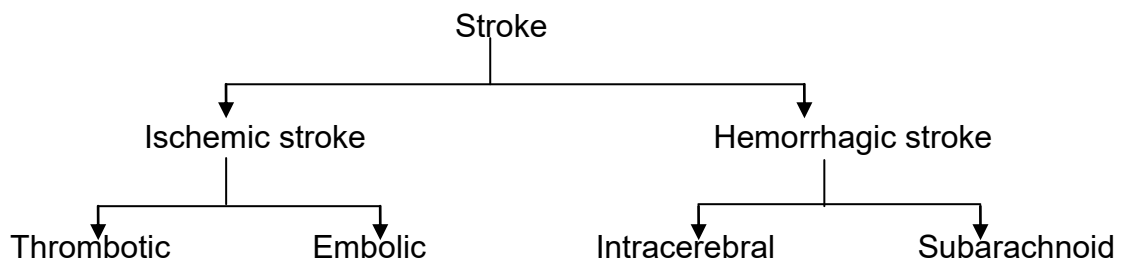 Stroke
Ischemic stroke Hemorrhagic stroke
Thrombotic Embolic Intracerebral Subarachnoid